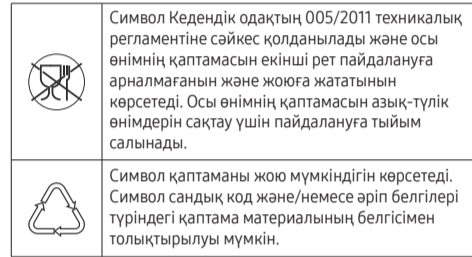 Символ Кедендік одақтың 005/2011 техникалық
регламентіне сәйкес қолданылады және осы
өнімнің қаптамасын екінші рет пайдалануға
арналмағанын және жоюға жататынын
көрсетеді. Осы өнімнің қаптамасын азық-түлік
өнімдерін сақтау үшін пайдалануға тыйым
салынады.
Символ қаптаманы жою мүмкіндігін көрсетеді.
Символ сандық код және/немесе әріп белгілері
түріндегі қаптама материалының белгісімен
толықтырылуы мүмкін.